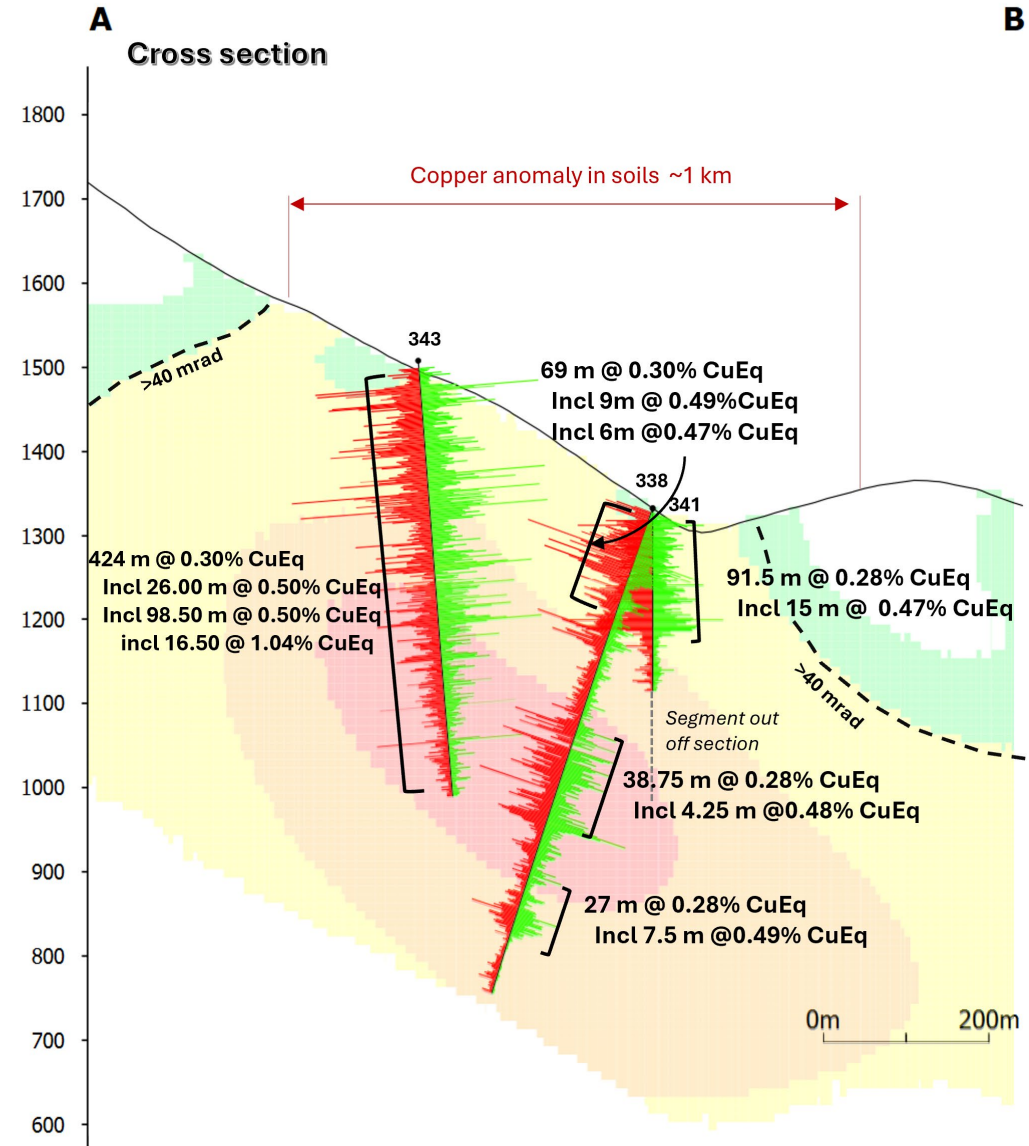 A
B
Cross section
1800
1700
1600
1500
1400
1300
1200
1100
1000
900
800
700
600
Copper anomaly in soils ~1 km
>40 mrad
343
69 m @ 0.30% CuEq
Incl 9m @ 0.49%CuEq
Incl 6m @0.47% CuEq
338
341
424 m @ 0.30% CuEq
Incl 26.00 m @ 0.50% CuEq
Incl 98.50 m @ 0.50% CuEq
incl 16.50 @ 1.04% CuEq
91.5 m @ 0.28% CuEq
Incl 15 m @ 0.47% CuEq
>40 mrad
Segment out
off section
38.75 m @ 0.28% CuEq
Incl 4.25 m @0.48% CuEq
27 m @ 0.28% CuEq
Incl 7.5 m @0.49% CuEq
0m
200m